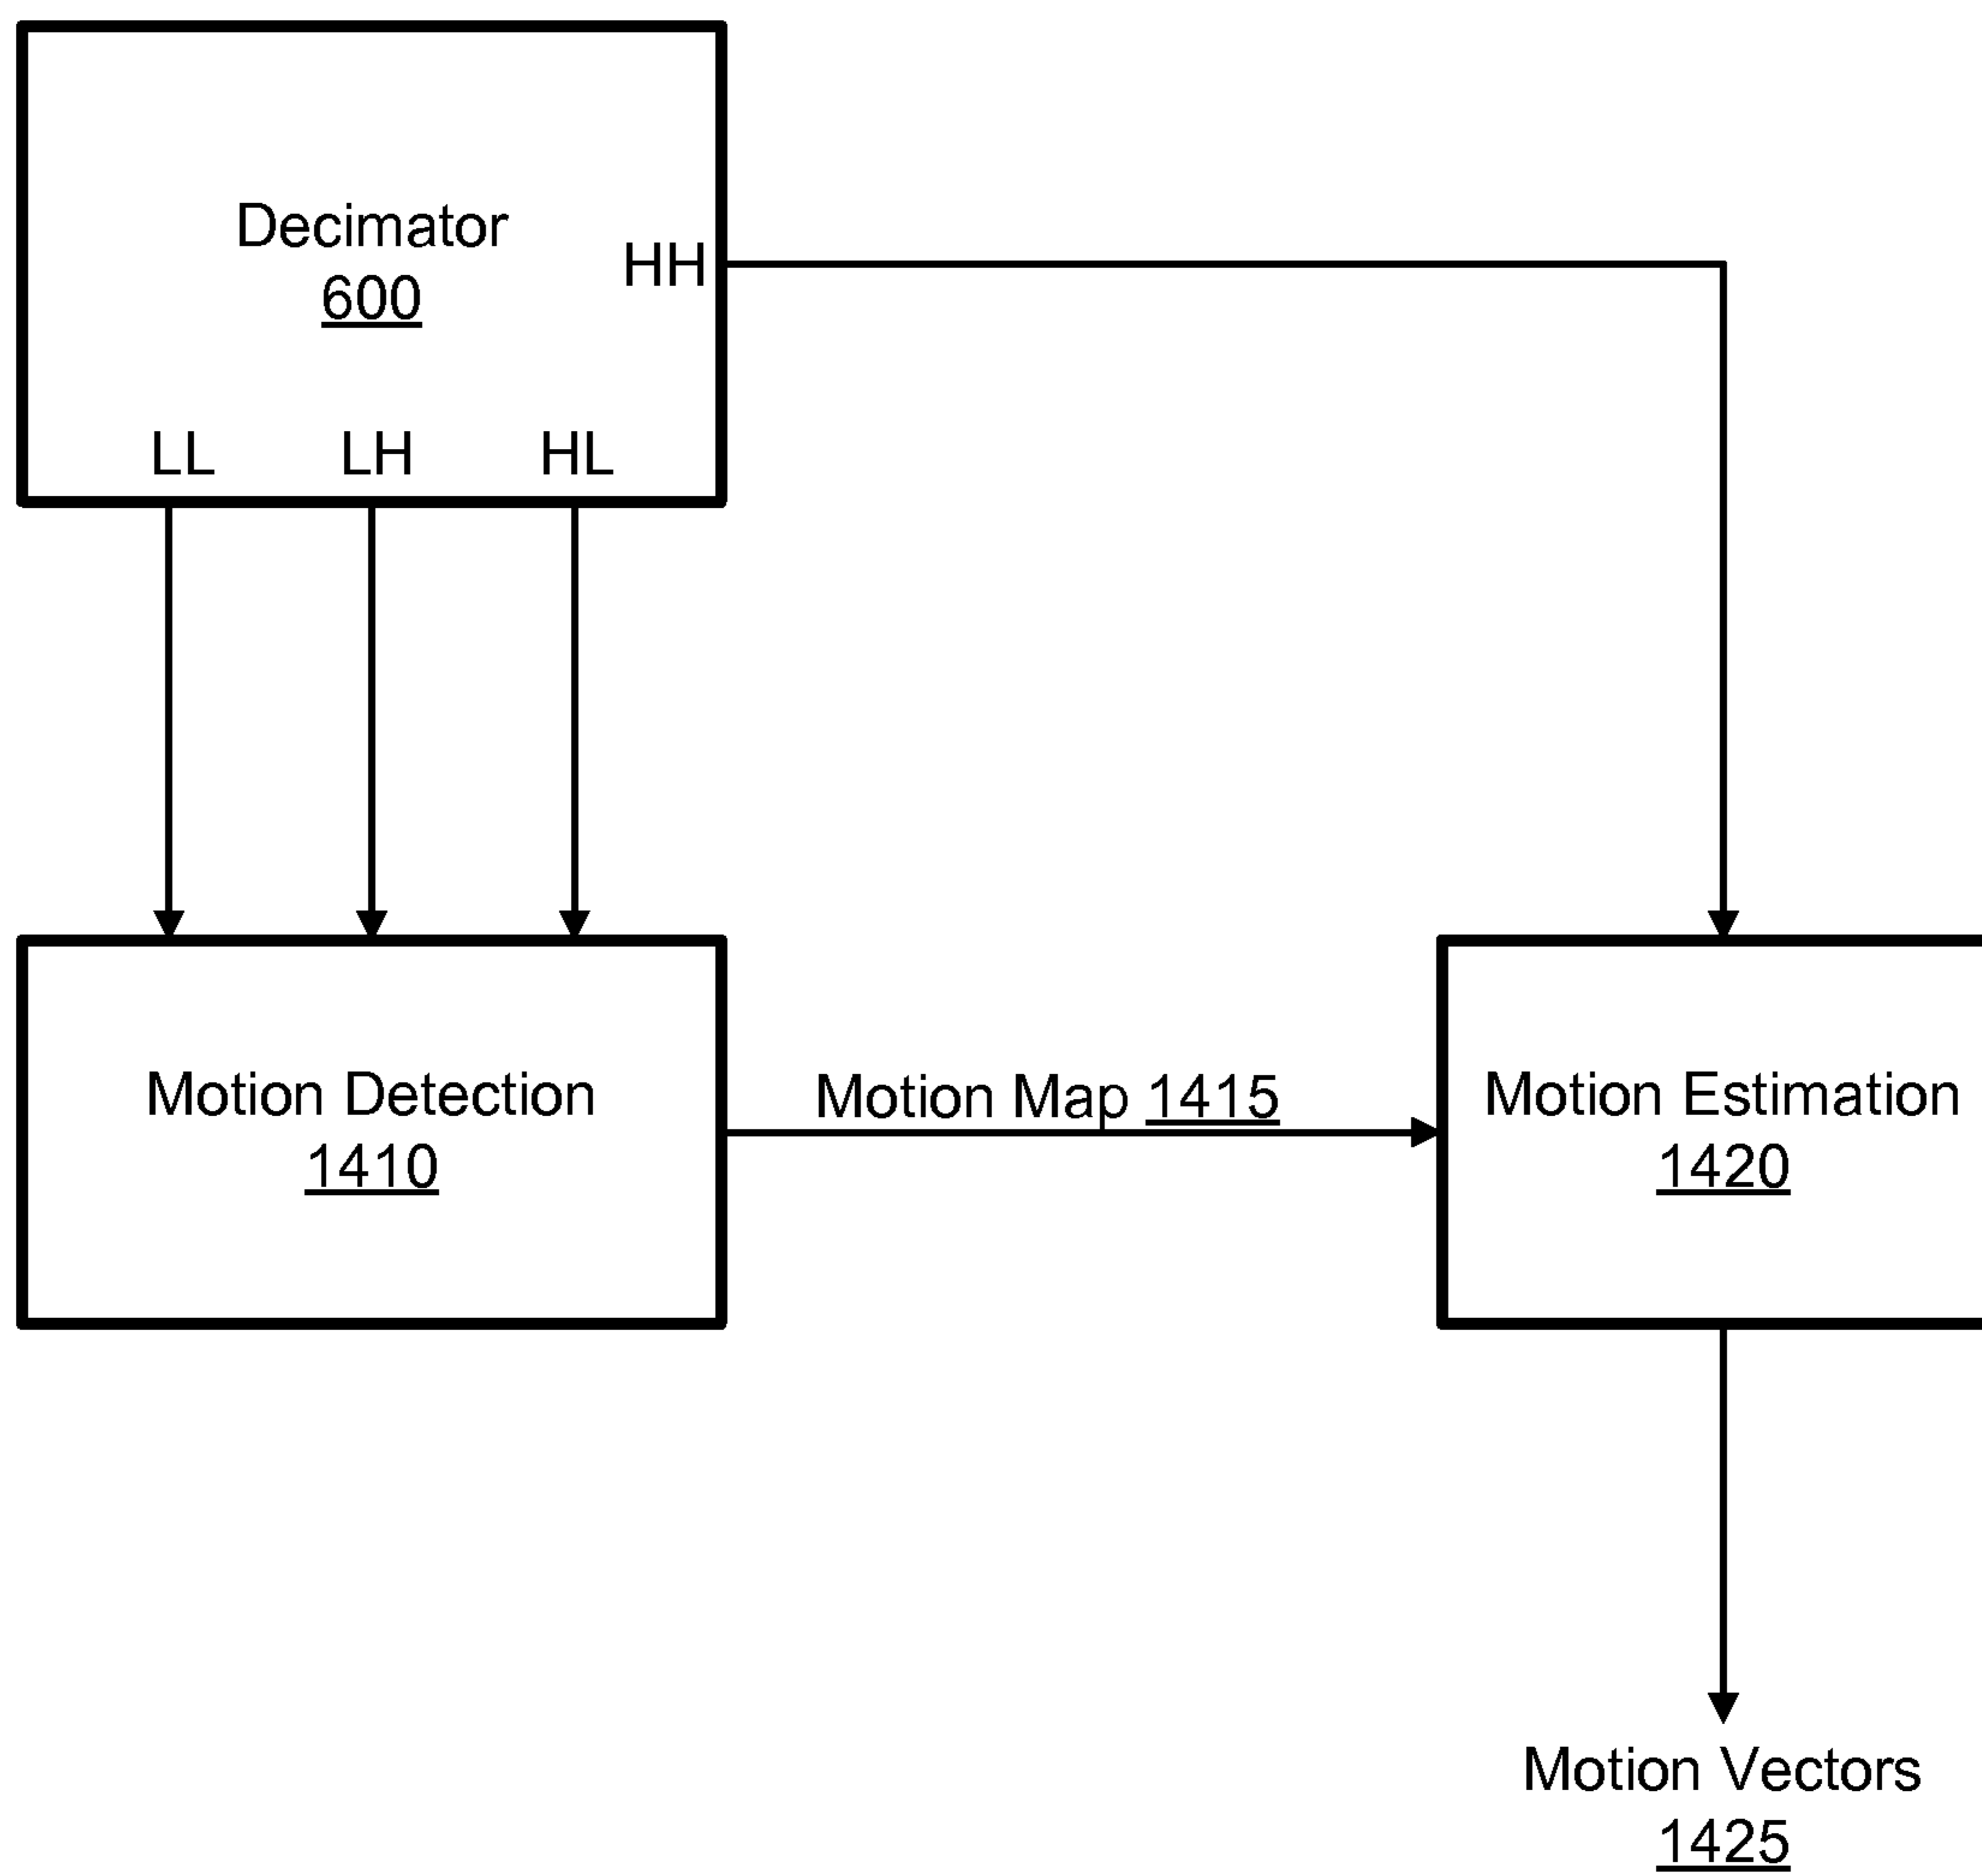 Decimator
600
HH
LL LH HL
Motion Detection
1410
Motion Map 1415
Motion Estimation
1420
Motion Vectors
1425